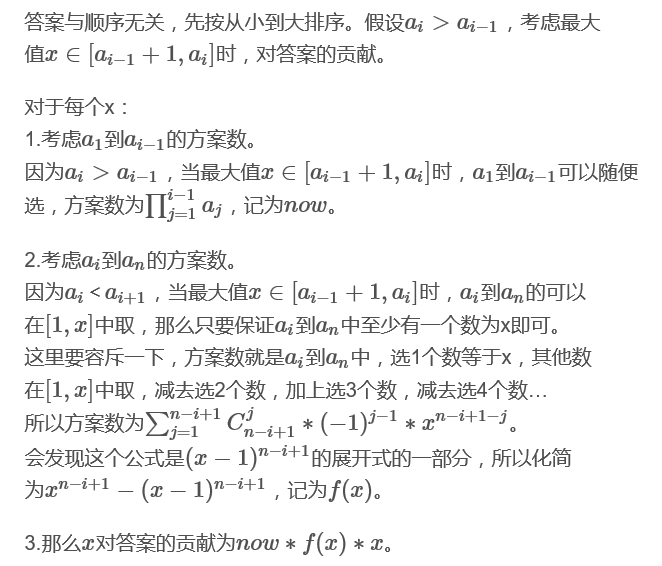 答案与顺序无关，先按从小到大排序。假设$a_i > a_{i-1}$，考虑最大
值$x \in [a_{i-1}+1, a_i]$时，对答案的贡献。
对于每个x：
1.考虑$a_1$到$a_{i-1}$的方案数。
因为$a_i > a_{i-1}$，当最大值$x \in [a_{i-1}+1, a_i]$时，$a_1$到$a_{i-1}$可以随便
选，方案数为$\prod_{j=1}^{i-1} a_j$，记为$now$。
2.考虑$a_i$到$a_n$的方案数。
因为$a_i$<$a_{i+1}$，当最大值$x \in [a_{i-1}+1, a_i]$时，$a_i$到$a_n$的可以
在$[1, x]$中取，那么只要保证$a_i$到$a_n$中至少有一个数为x即可。
这里要容斥一下，方案数就是$a_i$到$a_n$中，选1个数等于x，其他数
在$[1, x]$中取，减去选2个数，加上选3个数，减去选4个数...
所以方案数为$\sum_{j=1}^{n-i+1} C_{n-i+1}^{j} * (-1)^{j-1} * x^{n-i+1-j}$。
会发现这个公式是$(x-1)^{n-i+1}$的展开式的一部分，所以化简
为$x^{n-i+1} - (x-1)^{n-i+1}$，记为$f(x)$。
3.那么$x$对答案的贡献为$now * f(x) * x$。